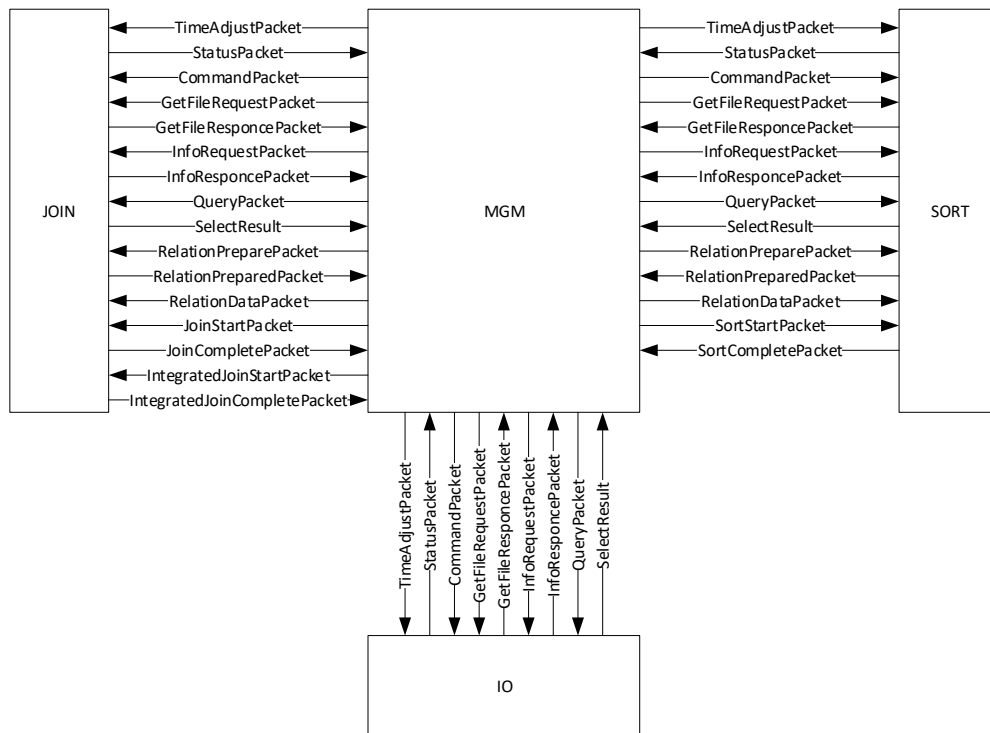 TimeAdjustPacket
StatusPacket
CommandPacket
GetFileRequestPacket
GetFileResponcePacket
InfoRequestPacket
InfoResponcePacket
QueryPacket
SelectResult
RelationPreparePacket
RelationPreparedPacket
RelationDataPacket
JoinStartPacket
JoinCompletePacket
IntegratedJoinStartPacket
IntegratedJoinCompletePacket
JOIN
MGM
TimeAdjustPacket
StatusPacket
CommandPacket
GetFileRequestPacket
GetFileResponcePacket
InfoRequestPacket
InfoResponcePacket
QueryPacket
SelectResult
RelationPreparePacket
RelationPreparedPacket
RelationDataPacket
SortStartPacket
SortCompletePacket
SORT
TimeAdjustPacket
StatusPacket
CommandPacket
GetFileRequestPacket
GetFileResponcePacket
InfoRequestPacket
InfoResponcePacket
QueryPacket
SelectResult
IO